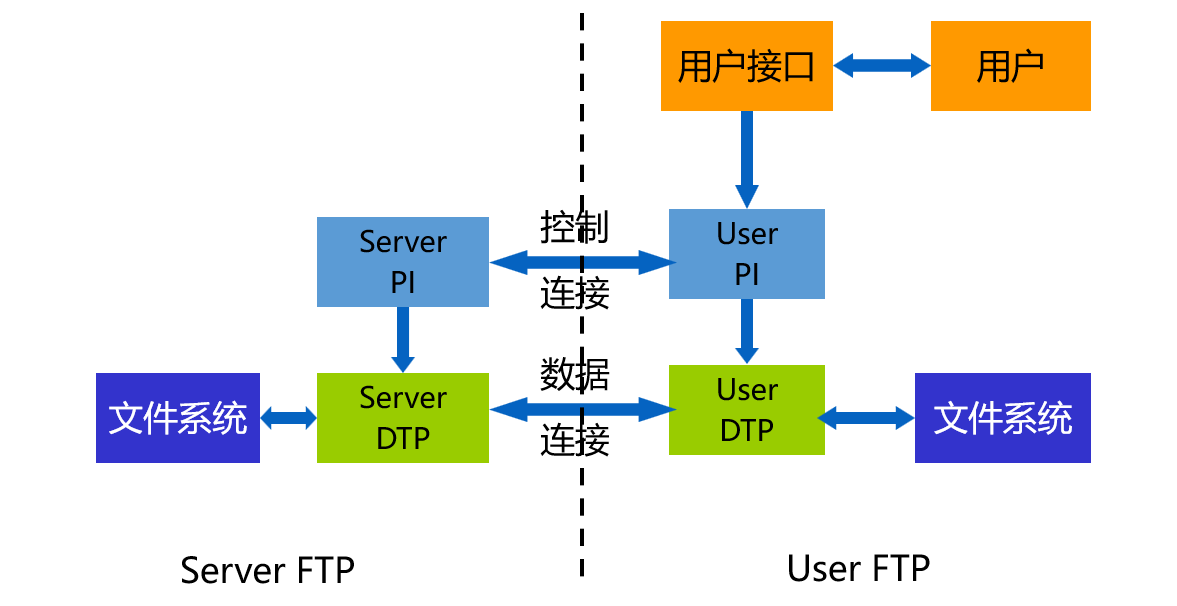 用户接口
用户
控制
连接
Server
PI
User
PI
数据
连接
文件系统
Server
DTP
User
DTP
文件系统
Server FTP
User FTP